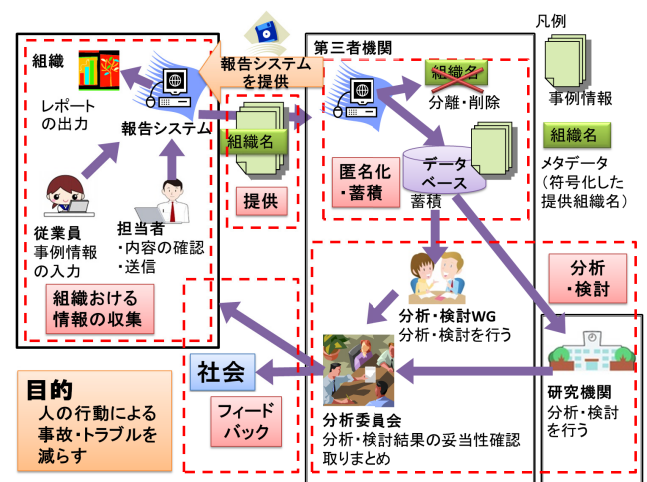 組織
レポート
の出力
報告システム
従業員
事例情報
の入力
担当者
・内容の確認
・送信
組織おける
情報の収集
報告システム
を提供
組織名
提供
第三者機関
組織名
分離・削除
匿名化
・蓄積
データ
ベース
蓄積
凡例
事例情報
組織名
メタデータ
(符号化した
提供組織名)
分析・検討WG
分析・検討を行う
分析
・検討
研究機関
分析・検討
を行う
分析委員会
分析・検討結果の妥当性確認
取りまとめ
社会
フィード
バック
目的
人の行動による
事故・トラブルを
減らす